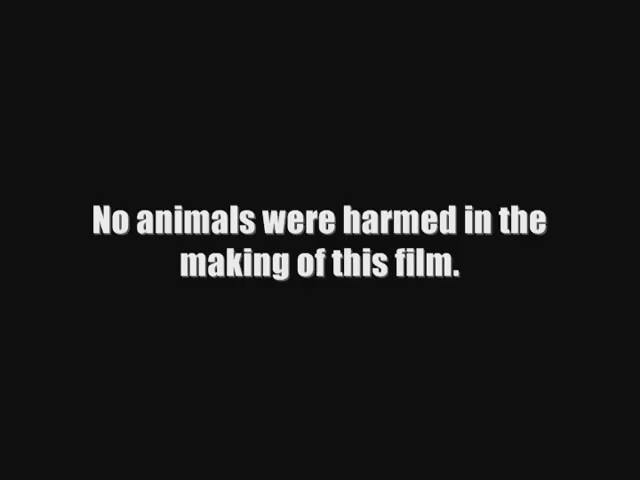 No animals were harmed in the
making of this film.